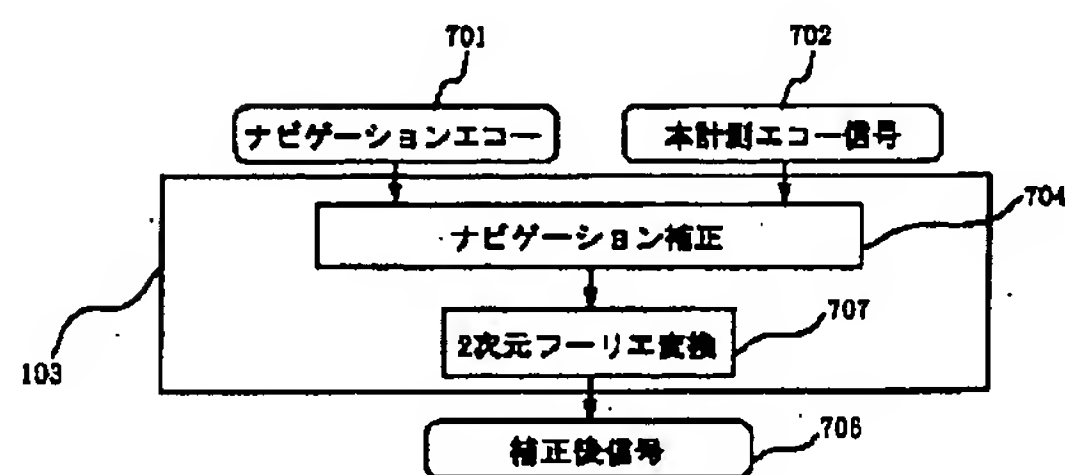 701
702
ナビゲーションエコー
本計測エコー信号
704
ナビゲーション補正
707
2次元フーリエ変換
103
706
補正後信号